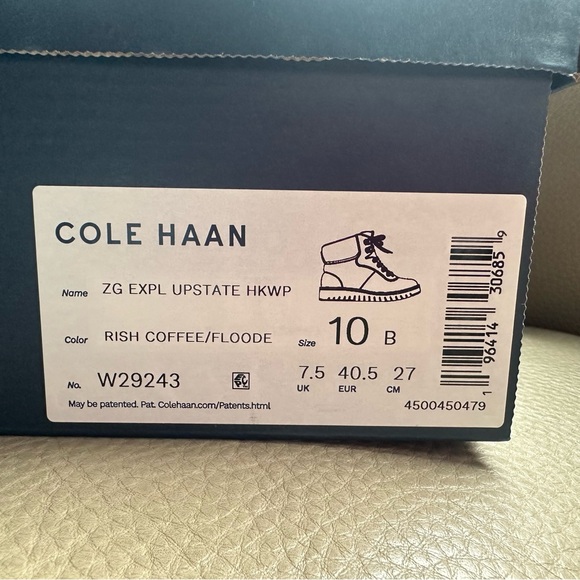 COLE HAAN
Name ZG EXPL UPSTATE HKWP
Color RISH COFFEE/FLOODE
Size 10 B
No. W29243
7.5 40.5 27
UK EUR CM
May be patented. Pat. Colehaan.com/Patents.html
4500450479
1 96414 30685 9